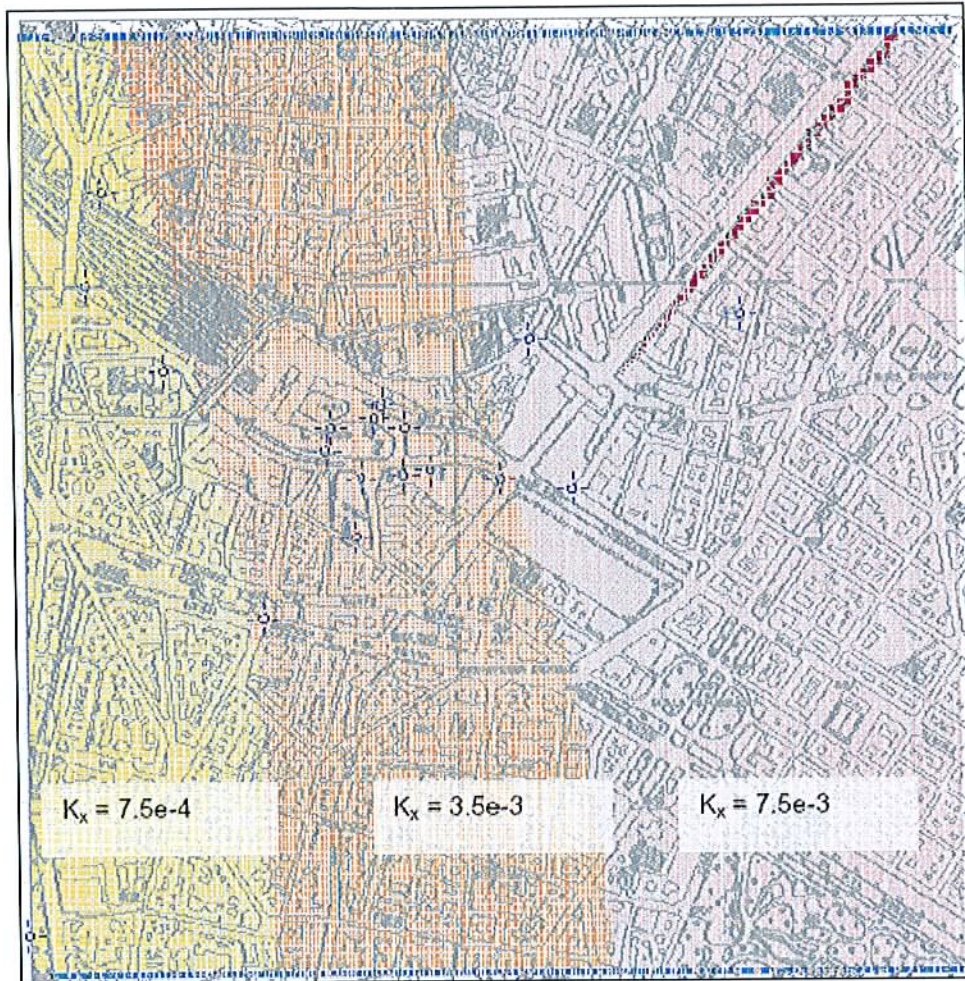 Kx = 7.5e-4
Kx = 3.5e-3
Kx = 7.5e-3